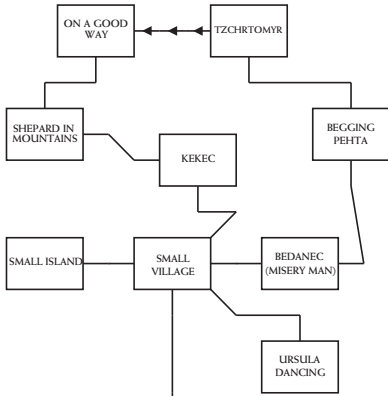 ON A GOOD
WAY
TZCHRTOMYR
SHEPARD IN
MOUNTAINS
KEKEC
BEGGING
PEHTA
SMALL ISLAND
SMALL
VILLAGE
BEDANEC
(MISERY MAN)
URSULA
DANCING